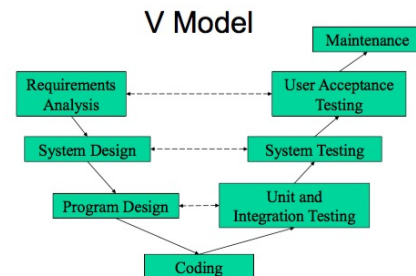 V Model
Maintenance
Requirements
Analysis
User Acceptance
Testing
System Design
System Testing
Program Design
Unit and
Integration Testing
Coding